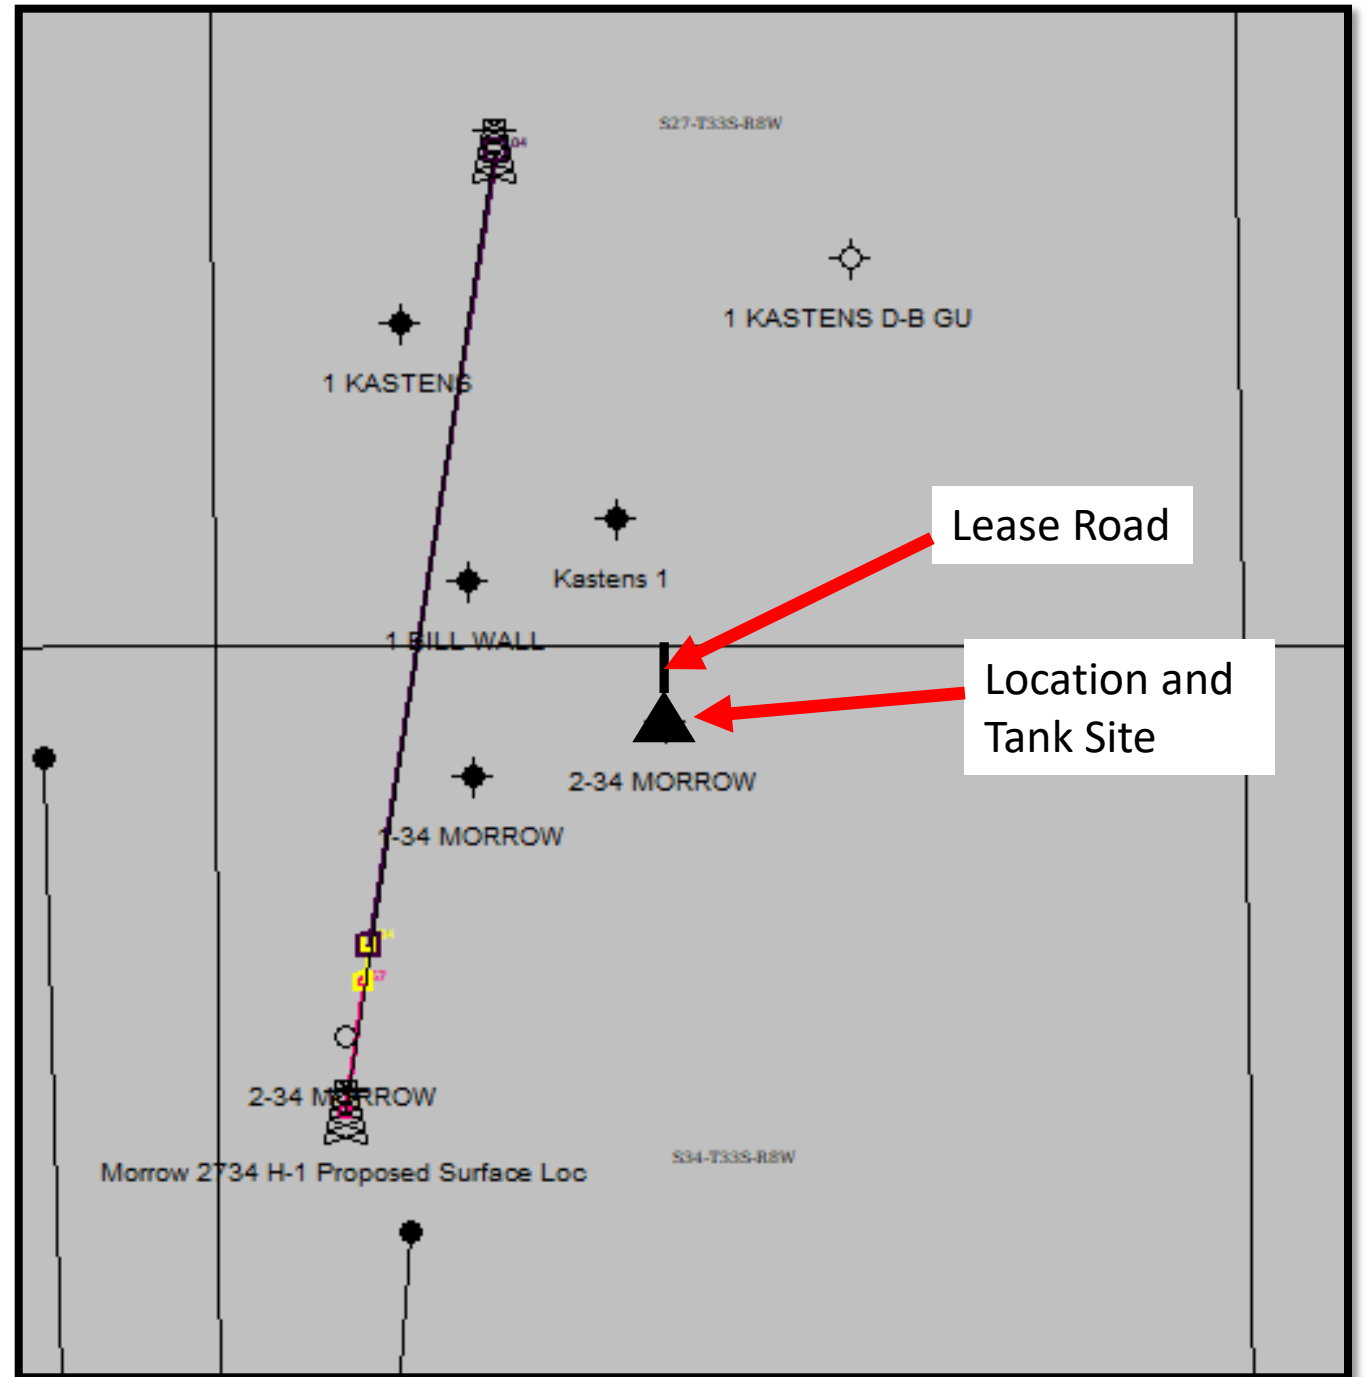 S27-T33S-R8W
04
1 KASTENS D-B GU
1 KASTENS
Lease Road
Kastens 1
1 BILL WALL
Location and
Tank Site
2-34 MORROW
1-34 MORROW
2-34 MORROW
S34-T33S-R8W
Morrow 2734 H-1 Proposed Surface Loc